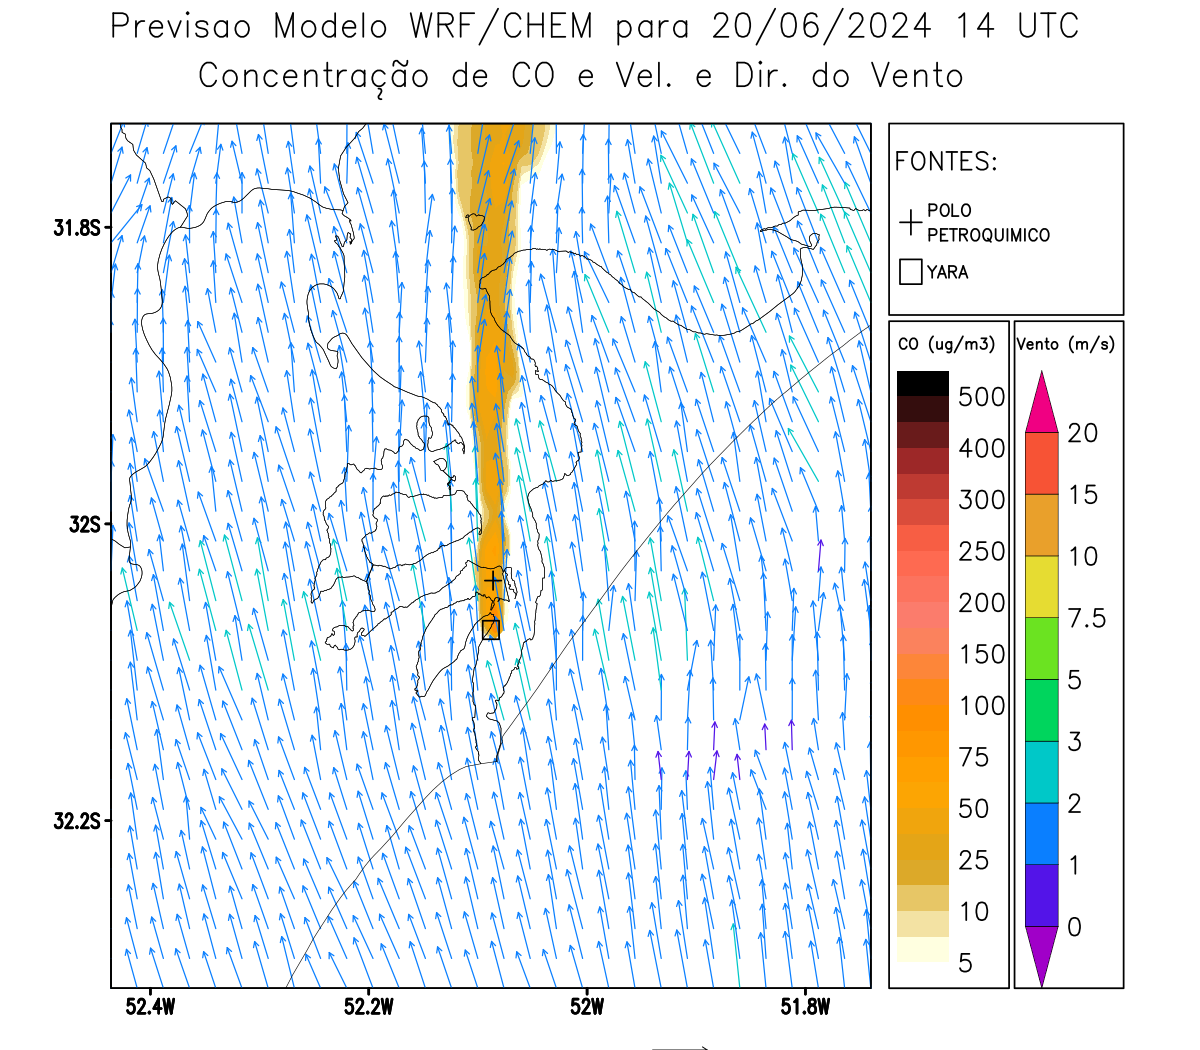 Previsao Modelo WRF/CHEM para 20/06/2024 14 UTC
Concentração de CO e Vel. e Dir. do Vento
FONTES:
POLO
PETROQUIMICO
YARA
CO (ug/m3)
500
400
300
250
200
150
100
75
50
25
10
5
Vento (m/s)
20
15
10
7.5
5
3
2
1
0
31.8S
32S
32.2S
52.4W
52.2W
52W
51.8W